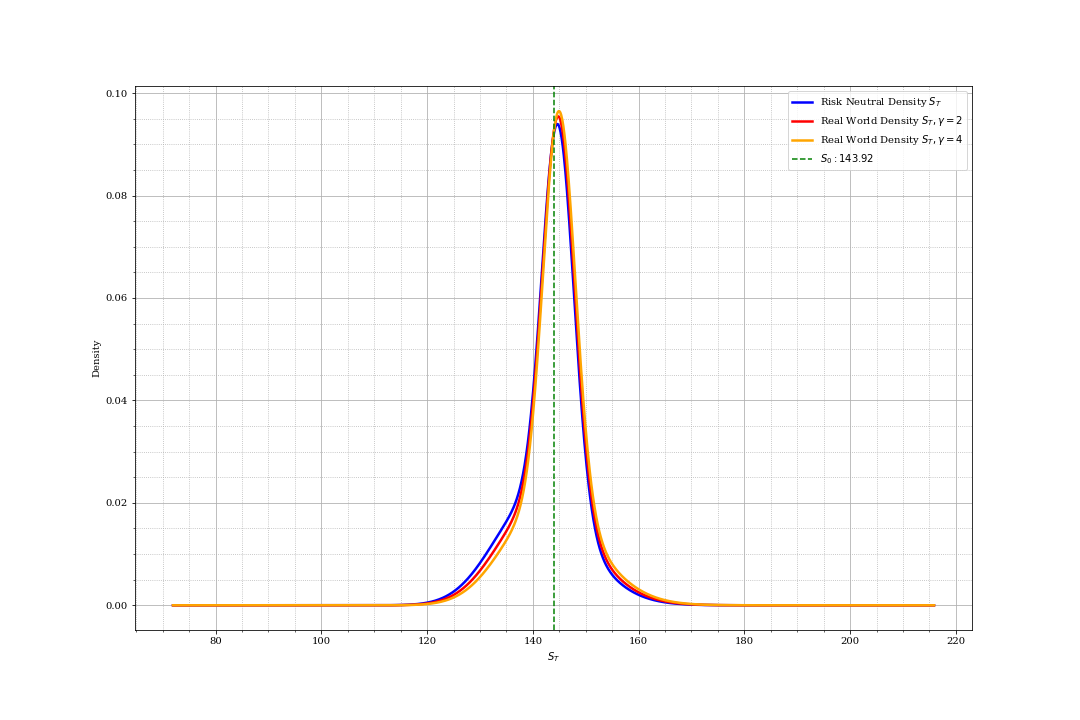 0.10
0.08
0.06
0.04
0.02
0.00
Density
80 100 120 140 160 180 200 220
S_T
Risk Neutral Density S_T
Real World Density S_T, γ = 2
Real World Density S_T, γ = 4
S_0 : 143.92